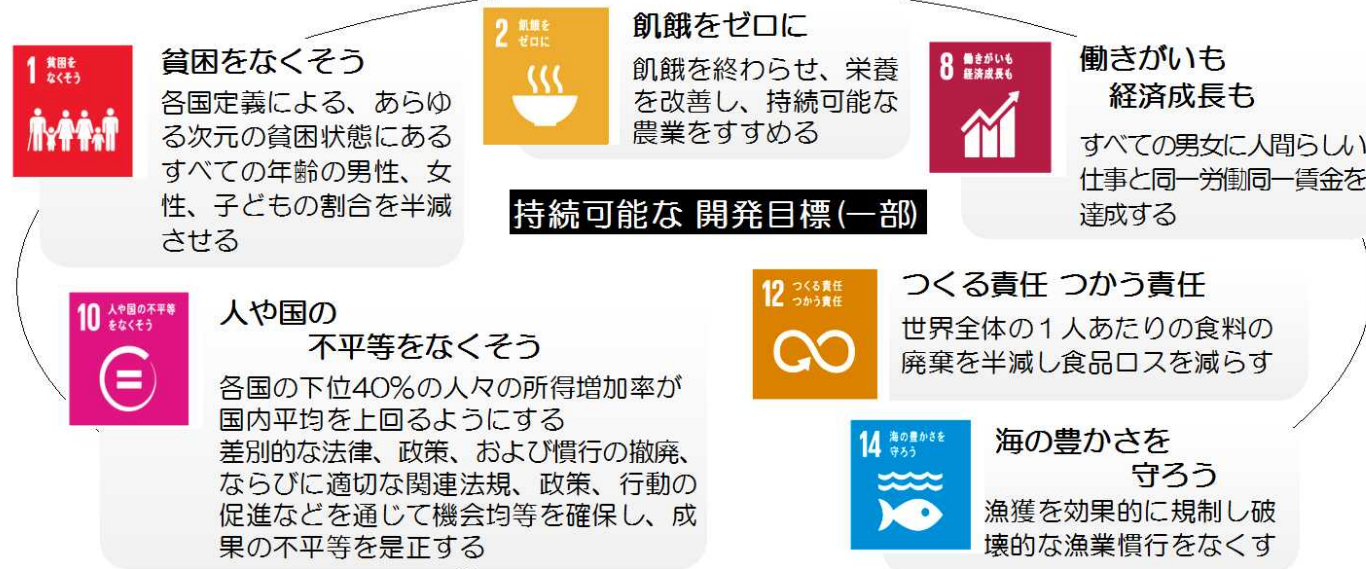 1 貧困を
なくそう
貧困をなくそう
各国定義による、あらゆ
る次元の貧困状態にある
すべての年齢の男性、女
性、子どもの割合を半減
させる
2 飢餓を
ゼロに
飢餓をゼロに
飢餓を終わらせ、栄養
を改善し、持続可能な
農業をすすめる
8 働きがいも
経済成長も
働きがいも
経済成長も
すべての男女に人間らしい
仕事と同一労働同一賃金を
達成する
持続可能な 開発目標(一部)
10 人や国の不平等
をなくそう
人や国の
不平等をなくそう
各国の下位40%の人々の所得増加率が
国内平均を上回るようにする
差別的な法律、政策、および慣行の撤廃、
ならびに適切な関連法規、政策、行動の
促進などを通じて機会均等を確保し、成
果の不平等を是正する
12 つくる責任
つかう責任
つくる責任 つかう責任
世界全体の1人あたりの食料の
廃棄を半減し食品ロスを減らす
14 海の豊かさを
守ろう
海の豊かさを
守ろう
漁獲を効果的に規制し破
壊的な漁業慣行をなくす